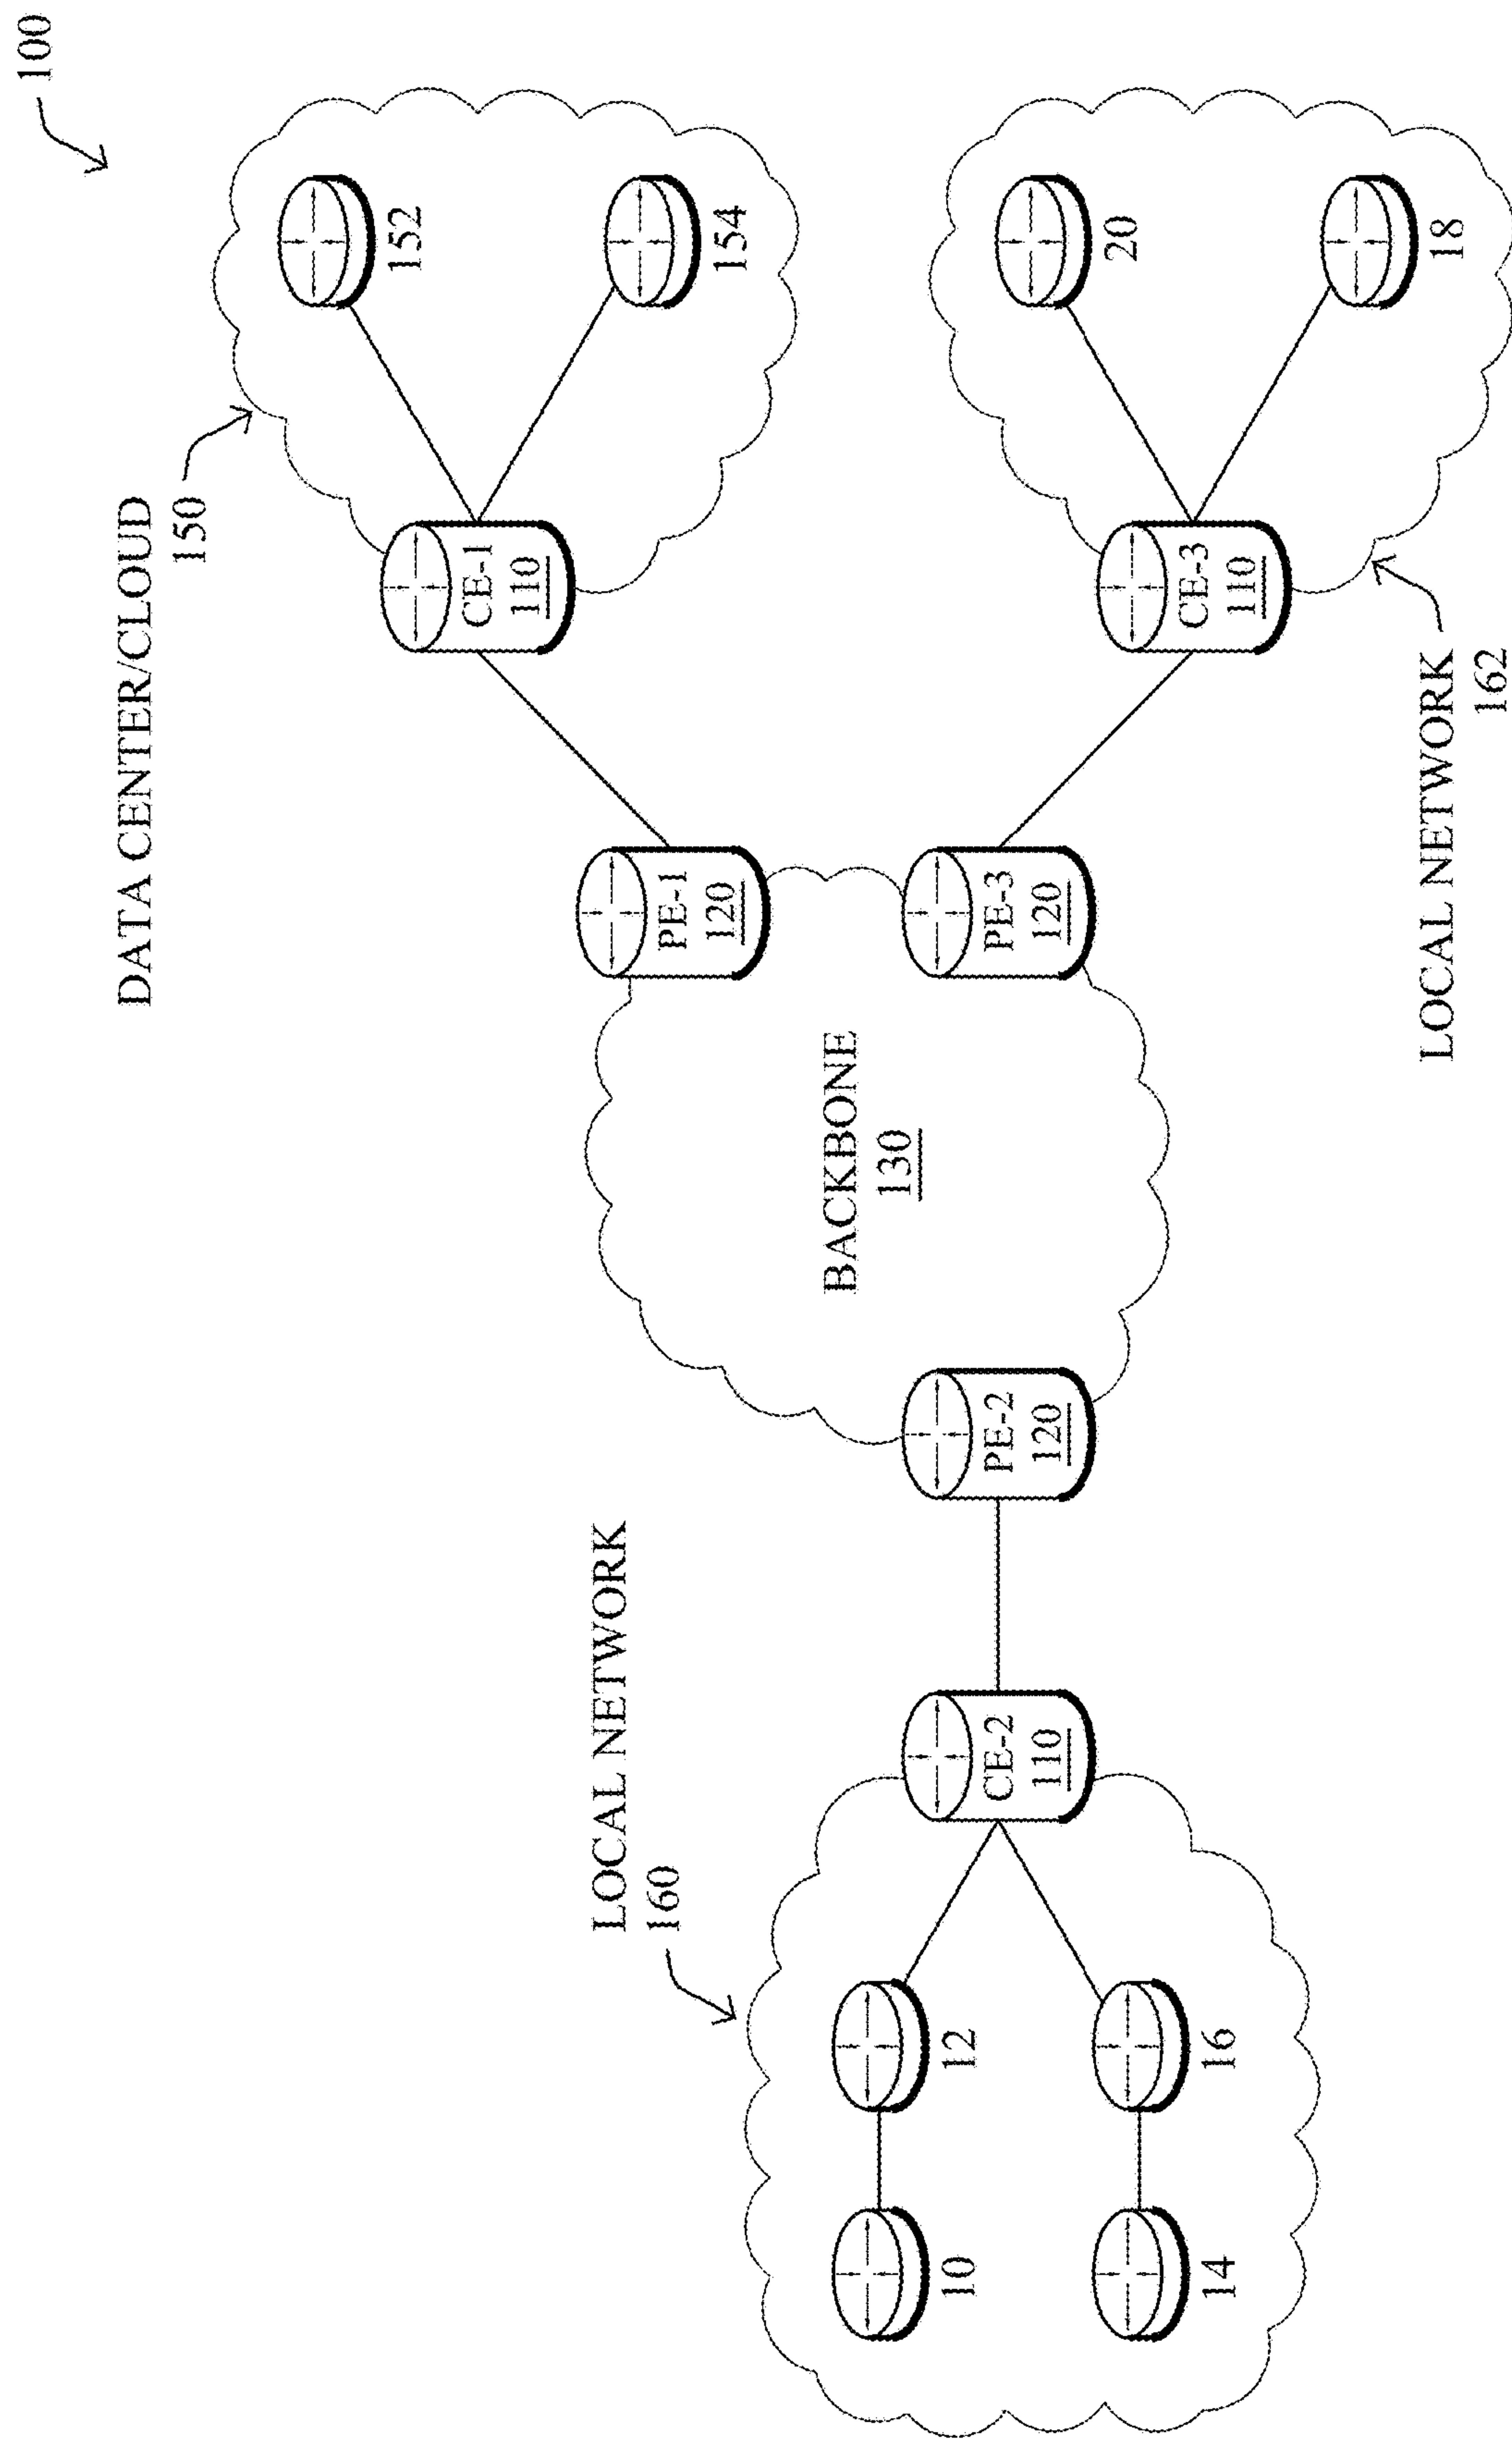 100
DATA CENTER/CLOUD
150
152
154
CE-1
110
PE-1
120
LOCAL NETWORK
160
BACKBONE
130
10
12
14
16
CE-2
110
PE-2
120
PE-3
120
CE-3
110
20
18
LOCAL NETWORK
162